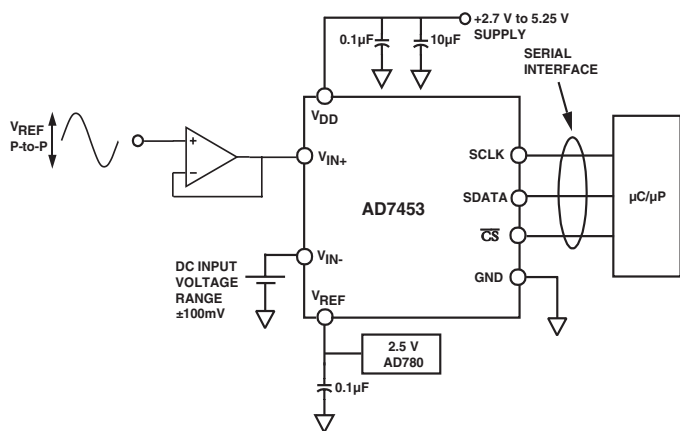 +2.7 V to 5.25 V
SUPPLY
0.1µF
10µF
SERIAL
INTERFACE
VREF
P-to-P
+
−
VDD
VIN+
SCLK
SDATA
µC/µP
AD7453
CS
VIN-
GND
DC INPUT
VOLTAGE
RANGE
±100mV
VREF
2.5 V
AD780
0.1µF